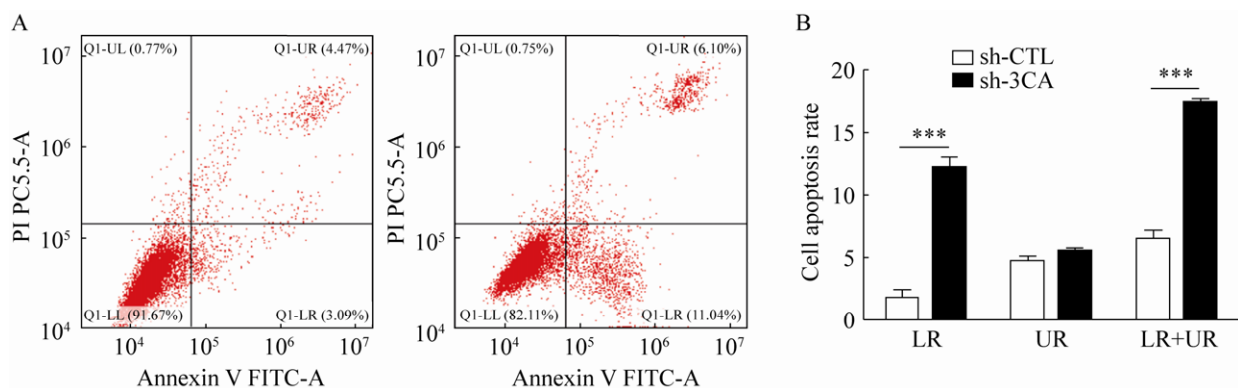 A
Q1-UL (0.77%)
Q1-UR (4.47%)
10⁷
10⁶
10⁵
10⁴
PI PC5.5-A
Q1-LL (91.67%)
Q1-LR (3.09%)
10⁴
10⁵
10⁶
10⁷
Annexin V FITC-A
Q1-UL (0.75%)
Q1-UR (6.10%)
10⁷
10⁶
10⁵
10⁴
PI PC5.5-A
Q1-LL (82.11%)
Q1-LR (11.04%)
10⁴
10⁵
10⁶
10⁷
Annexin V FITC-A
B
sh-CTL
sh-3CA
20
15
10
5
0
Cell apoptosis rate
***
***
LR
UR
LR+UR